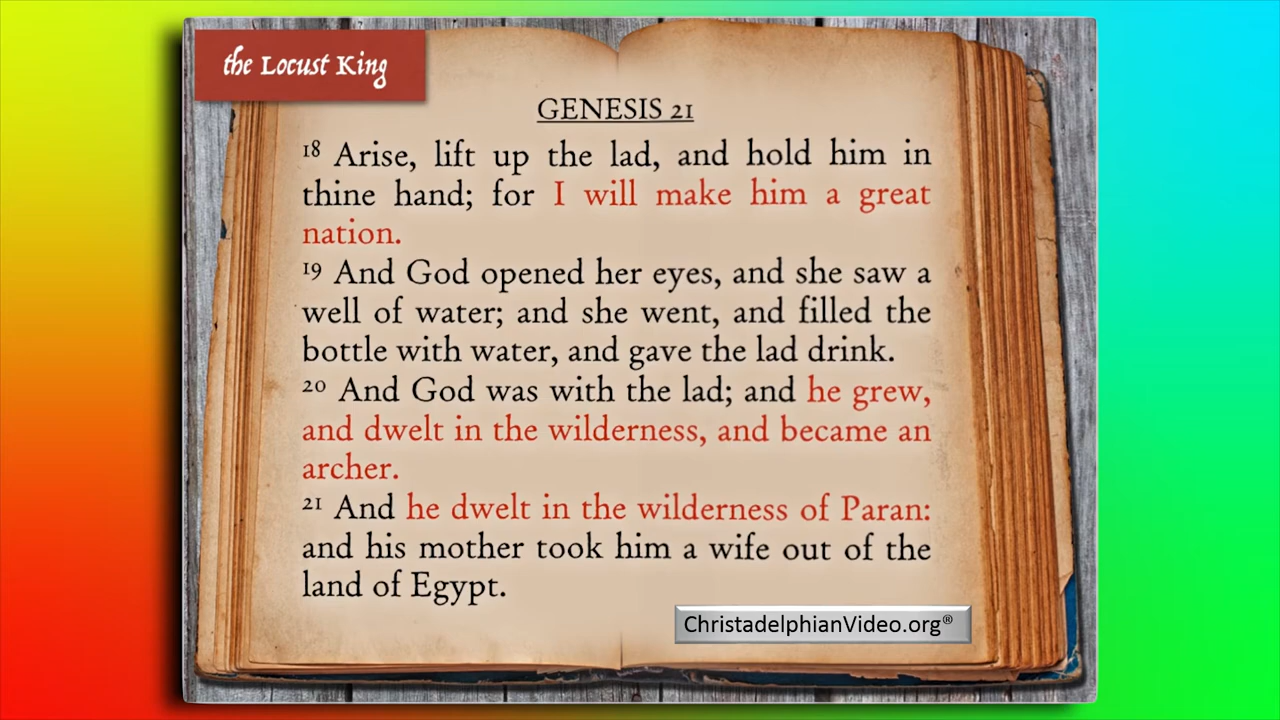 the Locust King
GENESIS 21
18 Arise, lift up the lad, and hold him in
thine hand; for I will make him a great
nation.
19 And God opened her eyes, and she saw a
well of water; and she went, and filled the
bottle with water, and gave the lad drink.
20 And God was with the lad; and he grew,
and dwelt in the wilderness, and became an
archer.
21 And he dwelt in the wilderness of Paran:
and his mother took him a wife out of the
land of Egypt.
ChristadelphianVideo.org®